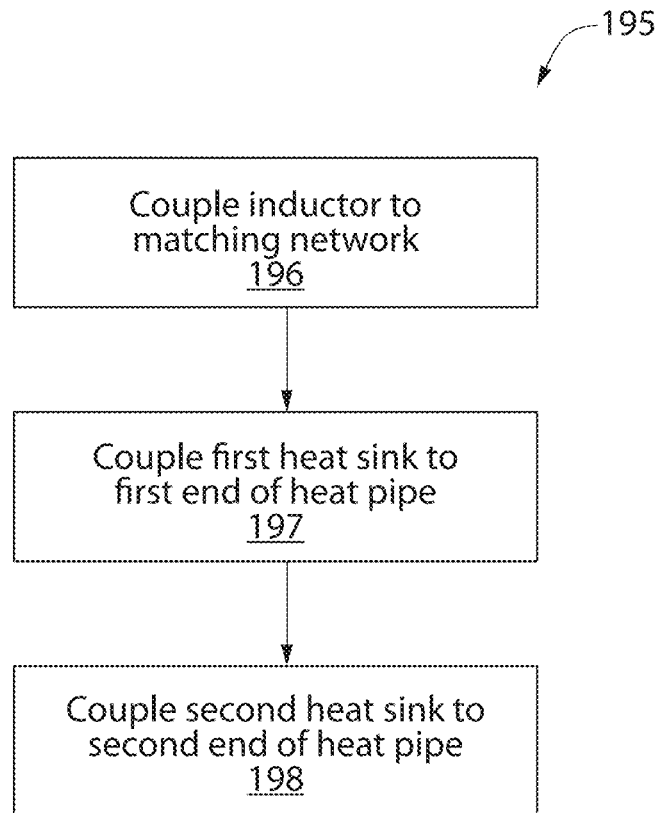 195
Couple inductor to
matching network
196
Couple first heat sink to
first end of heat pipe
197
Couple second heat sink to
second end of heat pipe
198